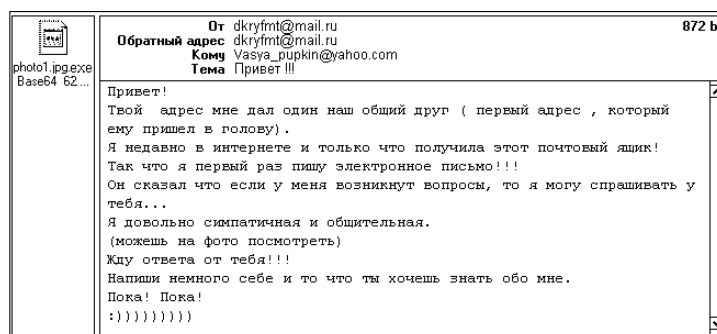 От dkryfmt@mail.ru 872 b
Обратный адрес dkryfmt@mail.ru
Кому Vasya_pupkin@yahoo.com
Тема Привет !!!
photo1.jpg.exe
Base64 62...
Привет!
Твой адрес мне дал один наш общий друг ( первый адрес , который
ему пришел в голову).
Я недавно в интернете и только что получила этот почтовый ящик!
Так что я первый раз пишу электронное письмо!!!
Он сказал что если у меня возникнут вопросы, то я могу спрашивать у
тебя...
Я довольно симпатичная и общительная.
(можешь на фото посмотреть)
Жду ответа от тебя!!!
Напиши немного себе и то что ты хочешь знать обо мне.
Пока! Пока!
:)))))))))